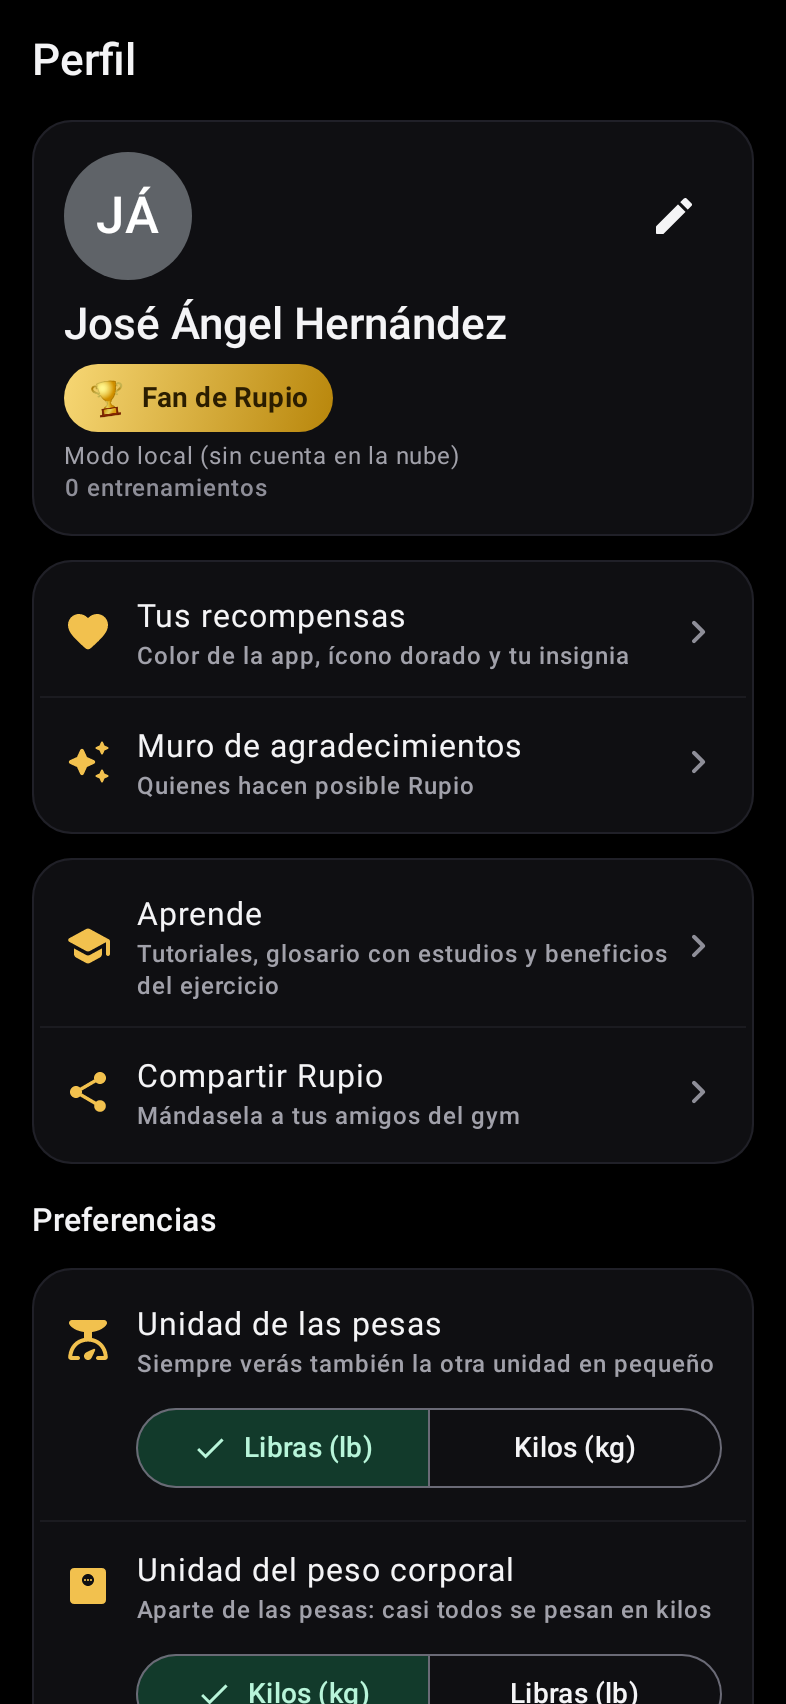 Perfil
JÁ
José Ángel Hernández
Fan de Rupio
Modo local (sin cuenta en la nube)
0 entrenamientos
Tus recompensas
Color de la app, ícono dorado y tu insignia
Muro de agradecimientos
Quienes hacen posible Rupio
Aprende
Tutoriales, glosario con estudios y beneficios
del ejercicio
Compartir Rupio
Mándasela a tus amigos del gym
Preferencias
Unidad de las pesas
Siempre verás también la otra unidad en pequeño
Libras (lb)
Kilos (kg)
Unidad del peso corporal
Aparte de las pesas: casi todos se pesan en kilos
Kilos (kg)
Libras (lb)